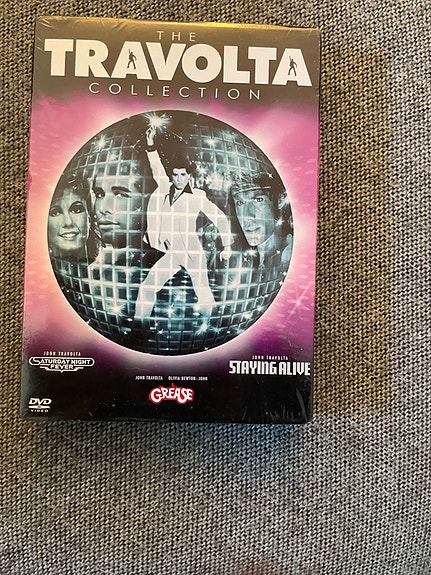 THE
TRAVOLTA
COLLECTION
JOHN TRAVOLTA
SATURDAY NIGHT
FEVER
JOHN TRAVOLTA
STAYING ALIVE
JOHN TRAVOLTA OLIVIA NEWTON-JOHN
GREASE
DVD
VIDEO